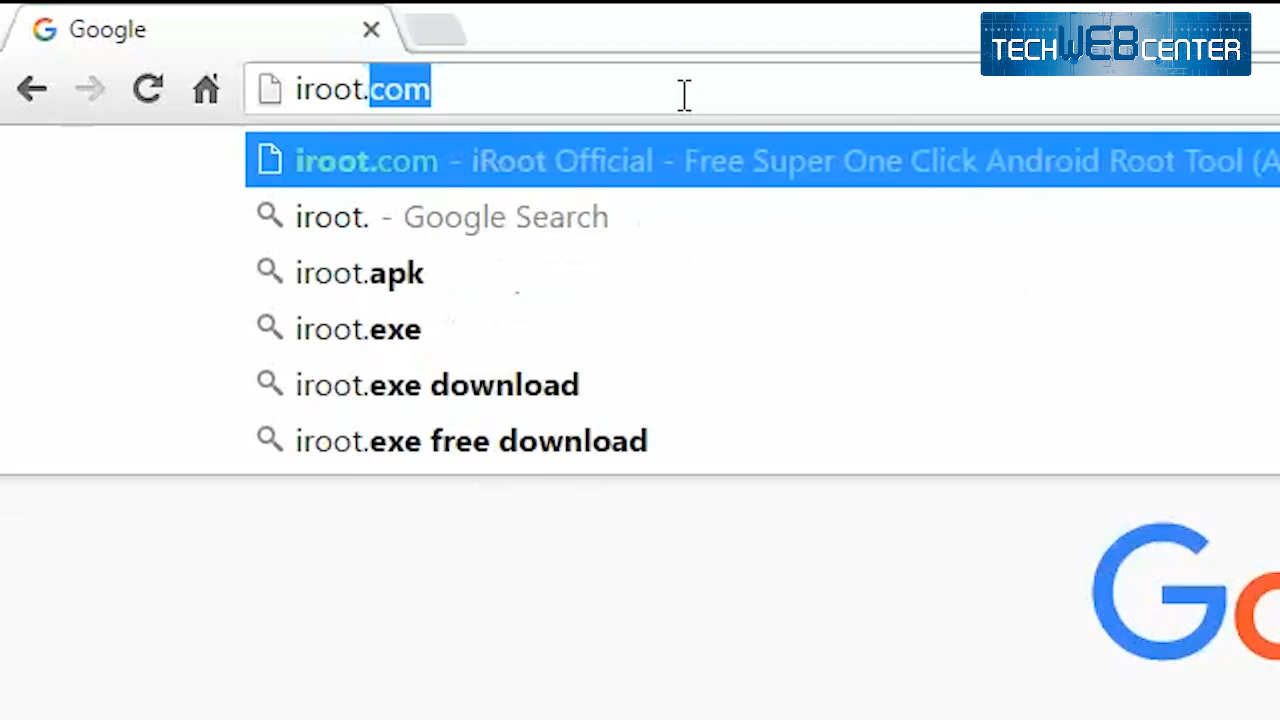 Google
TECH WEB CENTER
iroot.com
iroot.com - iRoot Official - Free Super One Click Android Root Tool (A
iroot. - Google Search
iroot.apk
iroot.exe
iroot.exe download
iroot.exe free download
Go